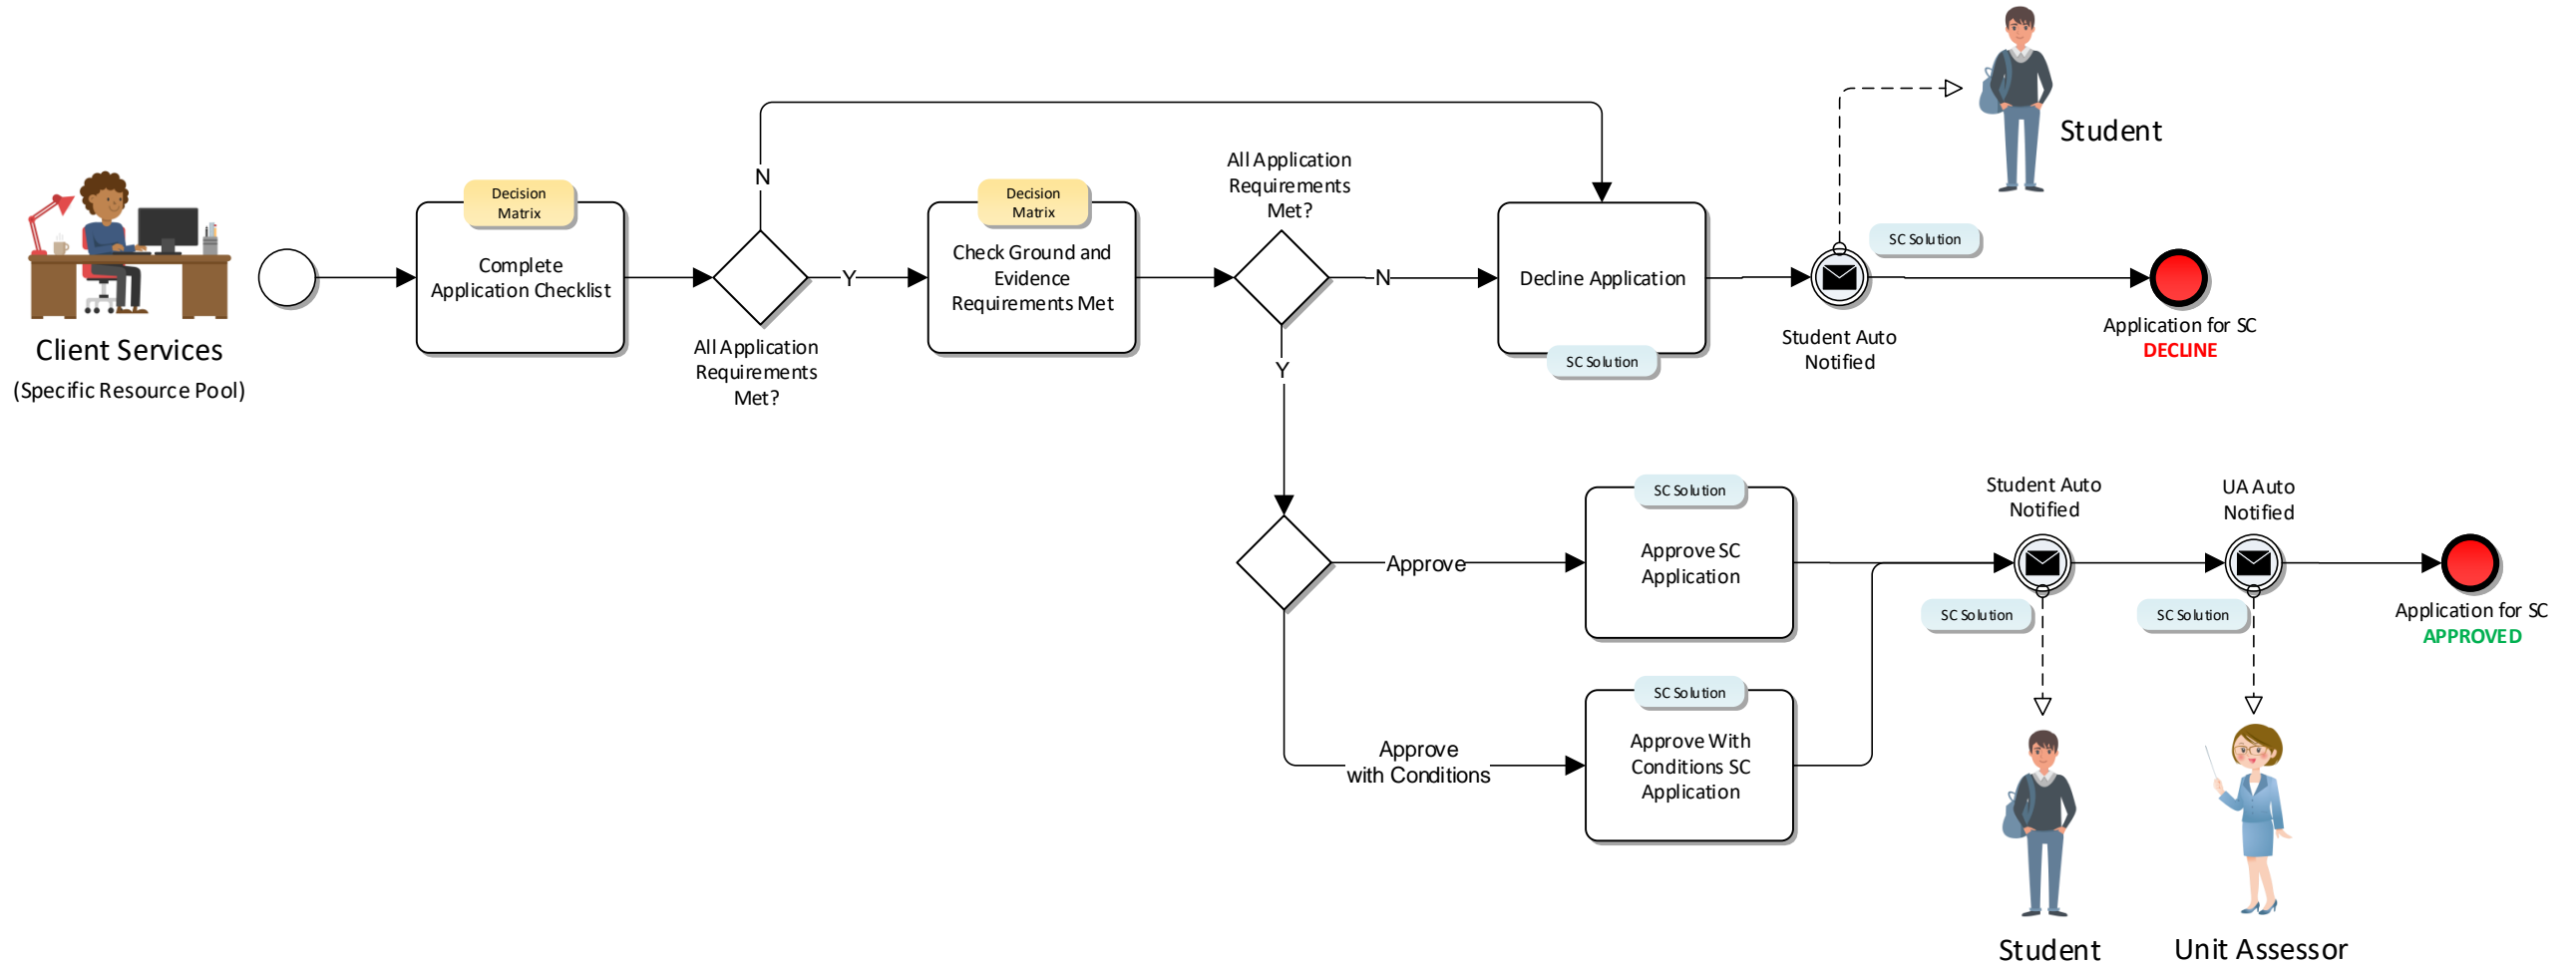 Student
N
All Application
Requirements
Met?
Decision
Matrix
Decision
Matrix
SC Solution
Client Services
(Specific Resource Pool)
Complete
Application Checklist
All Application
Requirements
Met?
Y
Check Ground and
Evidence
Requirements Met
N
Y
Decline Application
SC Solution
Student Auto
Notified
Application for SC
DECLINE
Approve
SC Solution
Approve SC
Application
Student Auto
Notified
SC Solution
UA Auto
Notified
SC Solution
Application for SC
APPROVED
Approve
with Conditions
SC Solution
Approve With
Conditions SC
Application
Student
Unit Assessor